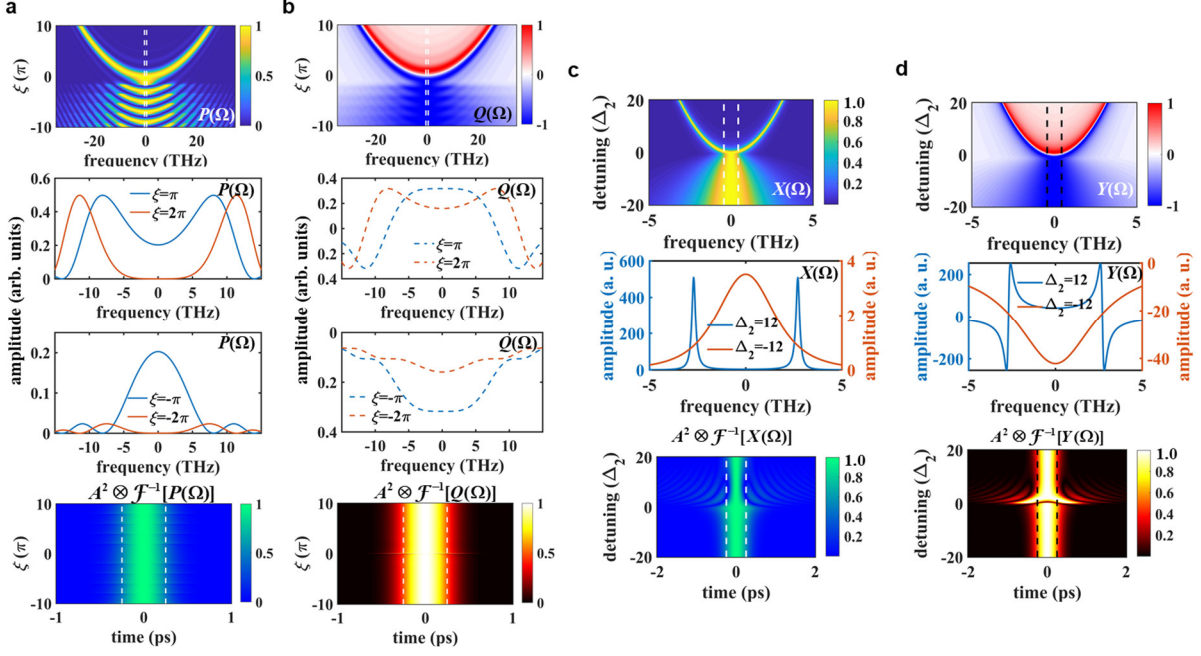 a
10
0
-10
ξ (π)
P(Ω)
-20 0 20
frequency (THz)
1
0.5
0
0.6
0.4
0.2
0
ξ=π
ξ=2π
P(Ω)
-10 -5 0 5 10
frequency (THz)
amplitude (arb. units)
0.2
0.1
0
P(Ω)
ξ=-π
ξ=-2π
-10 -5 0 5 10
frequency (THz)
A² ⊗ ℱ⁻¹[P(Ω)]
10
0
-10
ξ (π)
-1 0 1
time (ps)
1
0.5
0
b
10
0
-10
ξ (π)
Q(Ω)
-20 0 20
frequency (THz)
1
0
-1
0.4
0.2
0
0.2
0.4
Q(Ω)
ξ=π
ξ=2π
-10 -5 0 5 10
frequency (THz)
0
0.2
0.4
Q(Ω)
ξ=-π
ξ=-2π
-10 -5 0 5 10
frequency (THz)
A² ⊗ ℱ⁻¹[Q(Ω)]
10
0
-10
ξ (π)
-1 0 1
time (ps)
1
0.5
0
c
20
0
-20
detuning (Δ₂)
X(Ω)
-5 0 5
frequency (THz)
1.0
0.8
0.6
0.4
0.2
600
400
200
0
amplitude (a. u.)
X(Ω)
Δ₂=12
Δ₂=-12
4
2
0
amplitude (a. u.)
-5 0 5
frequency (THz)
A² ⊗ ℱ⁻¹[X(Ω)]
20
0
-20
detuning (Δ₂)
-2 0 2
time (ps)
1.0
0.8
0.6
0.4
0.2
d
20
0
-20
detuning (Δ₂)
Y(Ω)
-5 0 5
frequency (THz)
1
0
-1
200
0
-200
amplitude (a. u.)
Y(Ω)
Δ₂=12
Δ₂=-12
0
-20
-40
amplitude (a. u.)
-5 0 5
frequency (THz)
A² ⊗ ℱ⁻¹[Y(Ω)]
20
0
-20
detuning (Δ₂)
-2 0 2
time (ps)
1.0
0.8
0.6
0.4
0.2